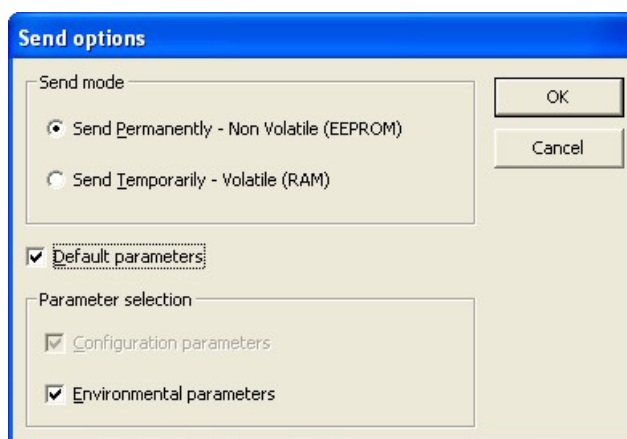 Send options
Send mode
Send Permanently - Non Volatile (EEPROM)
Send Temporarily - Volatile (RAM)
OK
Cancel
Default parameters
Parameter selection
Configuration parameters
Environmental parameters